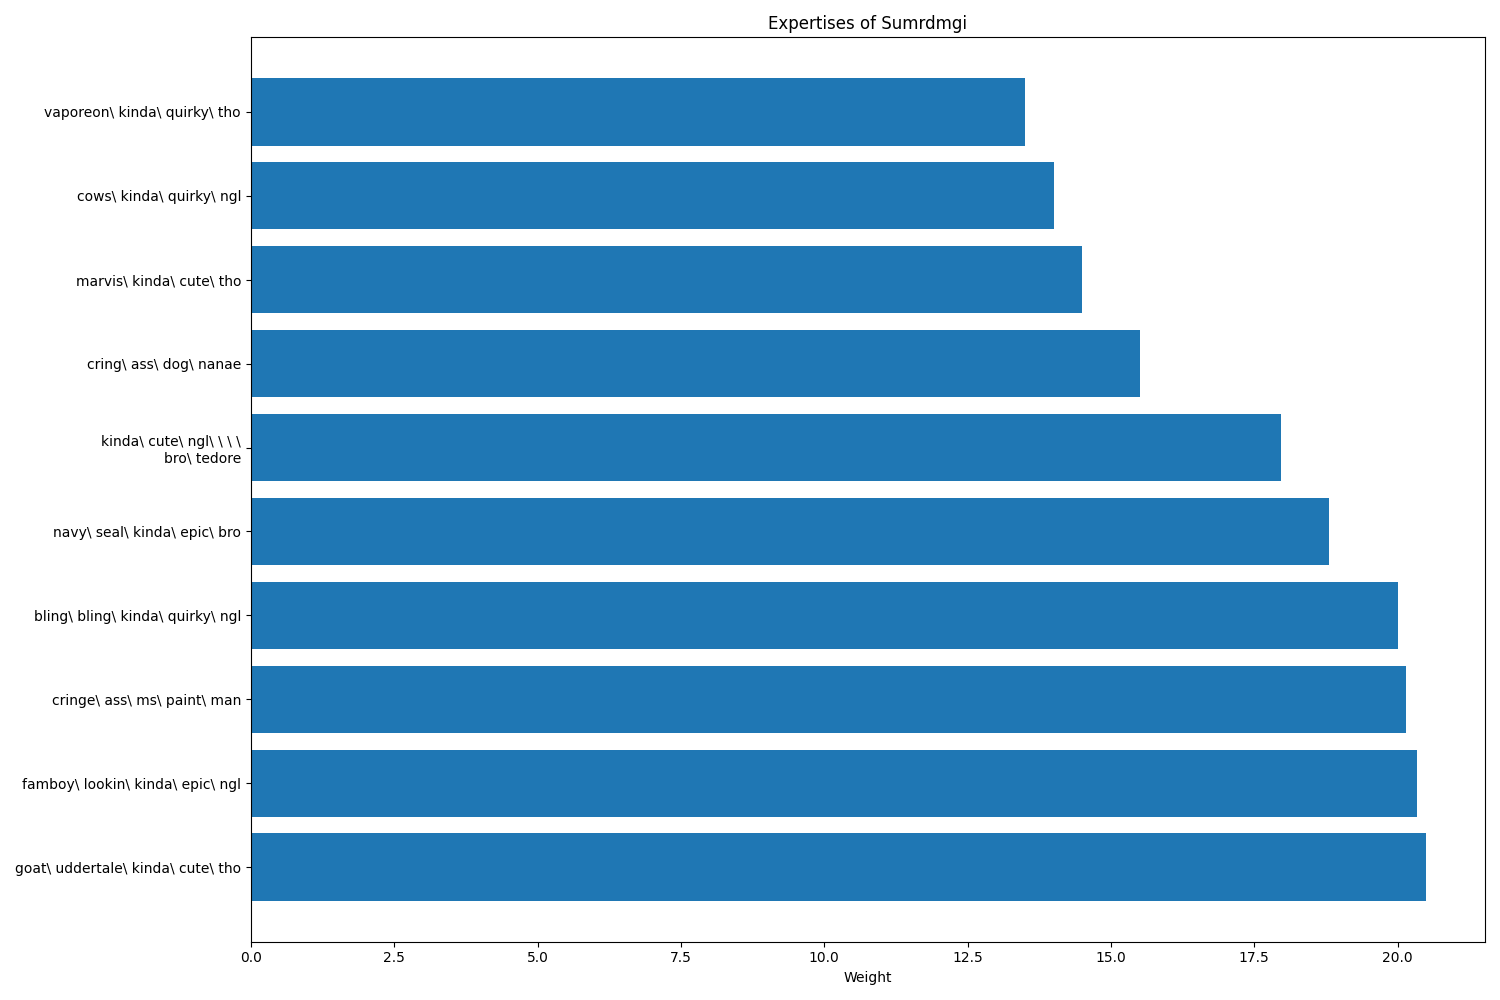 Expertises of Sumrdmgi
vaporeon\ kinda\ quirky\ tho
cows\ kinda\ quirky\ ngl
marvis\ kinda\ cute\ tho
cring\ ass\ dog\ nanae
kinda\ cute\ ngl\ \ \ \
bro\ tedore
navy\ seal\ kinda\ epic\ bro
bling\ bling\ kinda\ quirky\ ngl
cringe\ ass\ ms\ paint\ man
famboy\ lookin\ kinda\ epic\ ngl
goat\ uddertale\ kinda\ cute\ tho
0.0 2.5 5.0 7.5 10.0 12.5 15.0 17.5 20.0
Weight